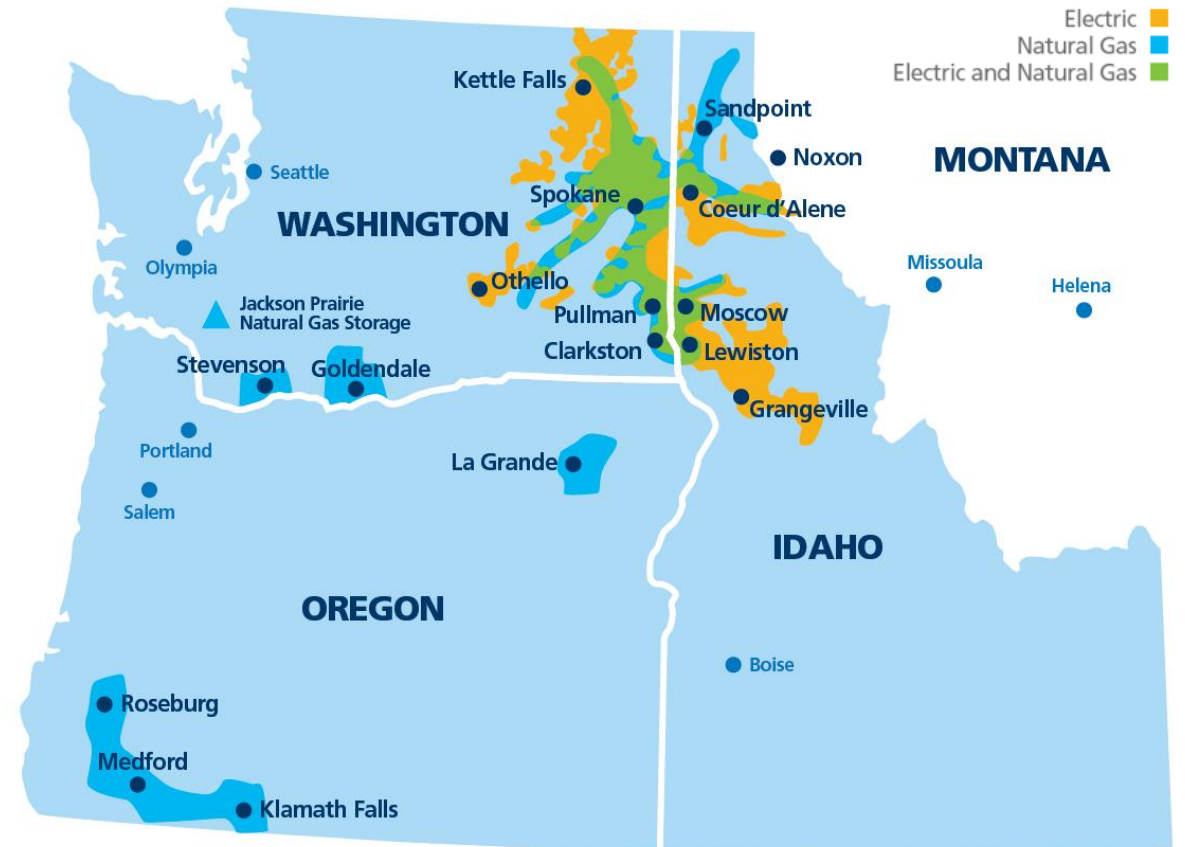 Electric
Natural Gas
Electric and Natural Gas
Kettle Falls
Sandpoint
Noxon
MONTANA
Seattle
Spokane
Coeur d’Alene
WASHINGTON
Olympia
Missoula
Helena
Othello
Jackson Prairie
Natural Gas Storage
Pullman
Moscow
Clarkston
Lewiston
Stevenson
Goldendale
Grangeville
Portland
La Grande
Salem
IDAHO
OREGON
Boise
Roseburg
Medford
Klamath Falls